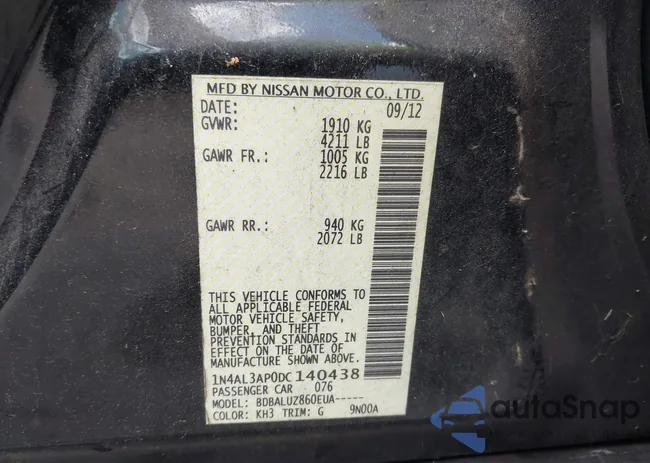 MFD BY NISSAN MOTOR CO., LTD.
DATE: 09/12
GVWR: 1910 KG
4211 LB
GAWR FR.: 1005 KG
2216 LB
GAWR RR.: 940 KG
2072 LB
THIS VEHICLE CONFORMS TO
ALL APPLICABLE FEDERAL
MOTOR VEHICLE SAFETY,
BUMPER, AND THEFT
PREVENTION STANDARDS IN
EFFECT ON THE DATE OF
MANUFACTURE SHOWN ABOVE.
1N4AL3AP0DC140438
PASSENGER CAR 076
MODEL: BDBALUZ860EUA-----
COLOR: KH3 TRIM: G 9N00A
autoSnap